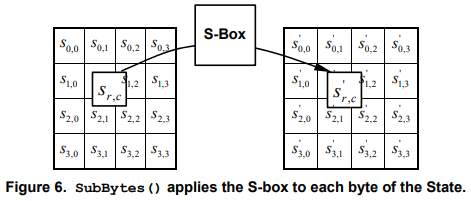 S-Box
S0,0 S0,1 S0,2 S0,3 S'0,0 S'0,1 S'0,2 S'0,3
S1,0 S1,2 S1,3 S'1,0 S'1,2 S'1,3
Sr,c S'r,c
S2,0 S2,1 S2,2 S2,3 S'2,0 S'2,1 S'2,2 S'2,3
S3,0 S3,1 S3,2 S3,3 S'3,0 S'3,1 S'3,2 S'3,3
Figure 6. SubBytes() applies the S-box to each byte of the State.